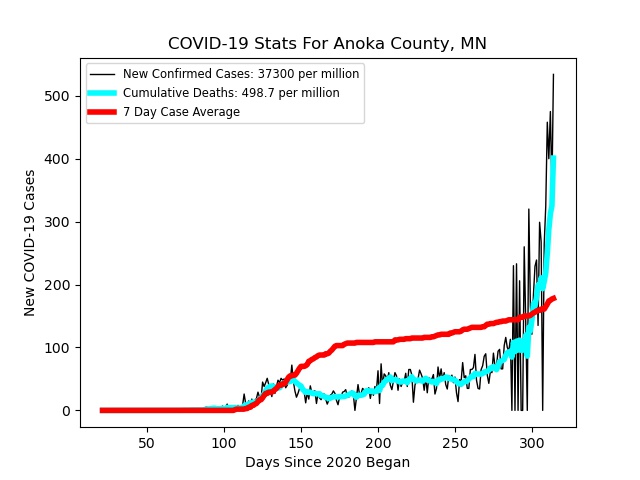 COVID-19 Stats For Anoka County, MN
New Confirmed Cases: 37300 per million
Cumulative Deaths: 498.7 per million
7 Day Case Average
New COVID-19 Cases
500
400
300
200
100
0
50 100 150 200 250 300
Days Since 2020 Began